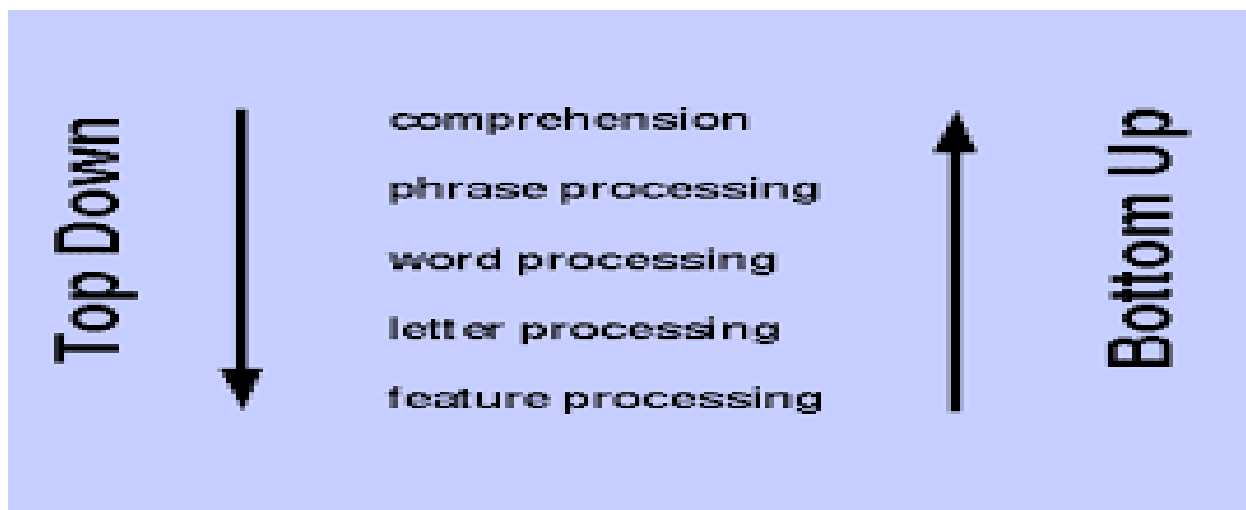 Top Down
comprehension
phrase processing
word processing
letter processing
feature processing
Bottom Up